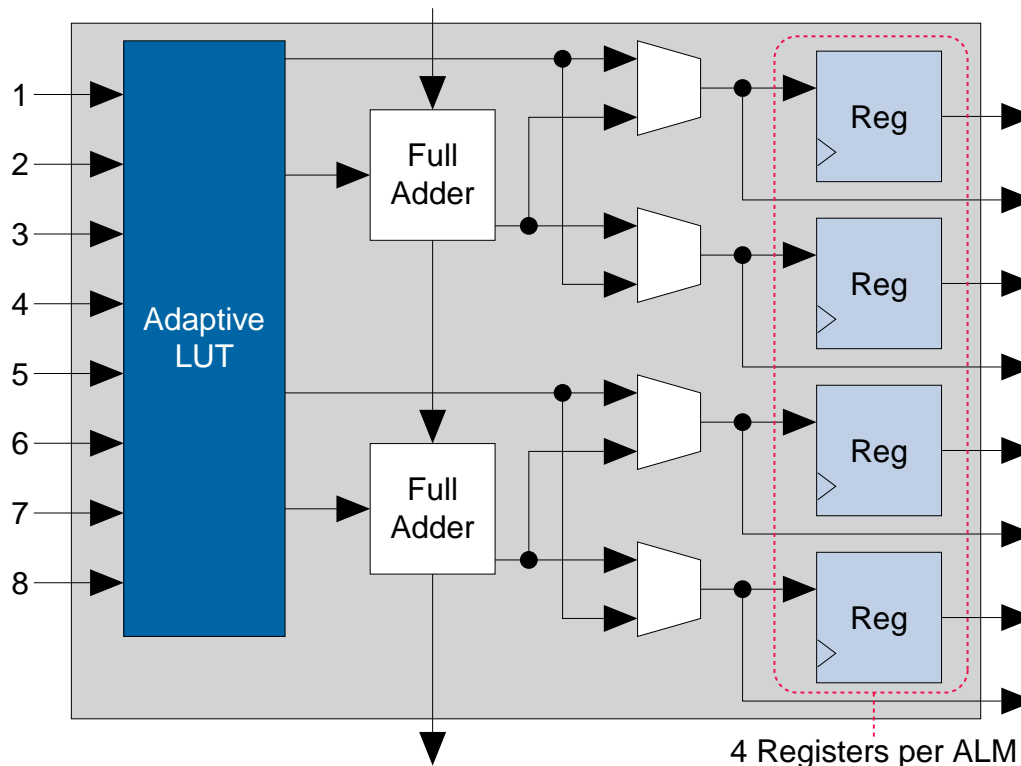 1
2
3
4
5
6
7
8
Adaptive
LUT
Full
Adder
Full
Adder
Reg
Reg
Reg
Reg
4 Registers per ALM